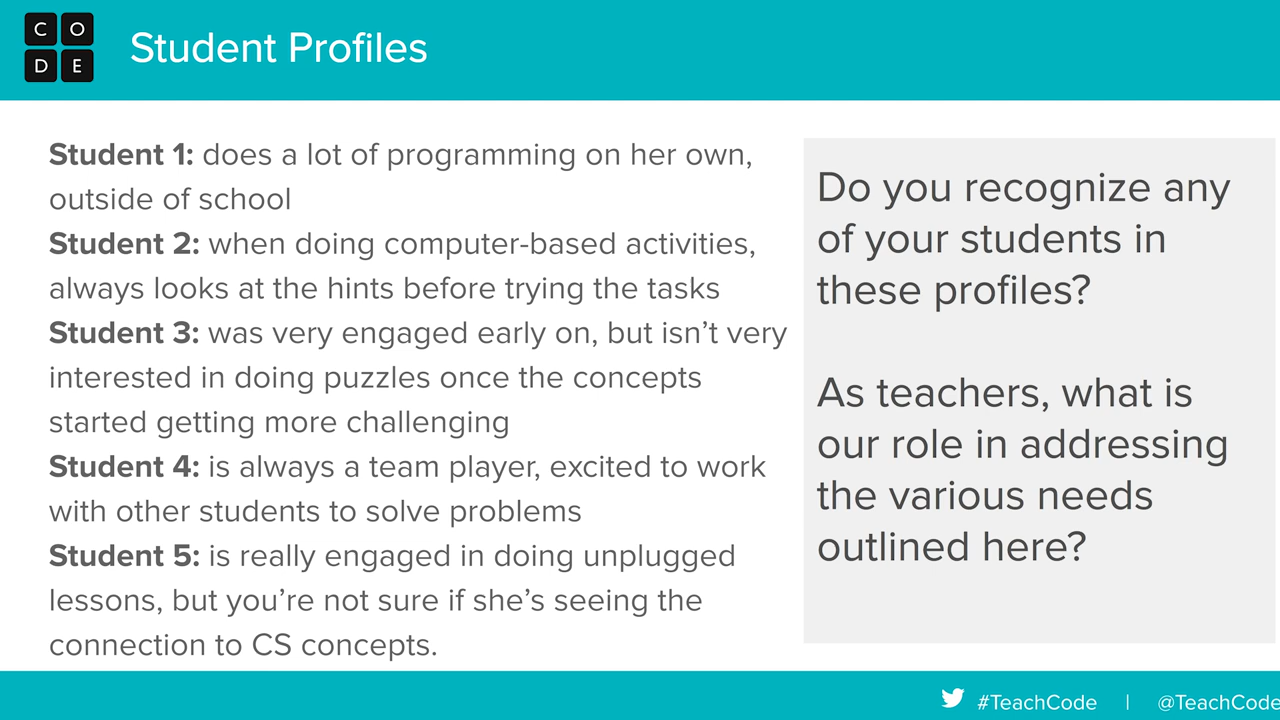 C O
D E
Student Profiles
Student 1: does a lot of programming on her own,
outside of school
Student 2: when doing computer-based activities,
always looks at the hints before trying the tasks
Student 3: was very engaged early on, but isn’t very
interested in doing puzzles once the concepts
started getting more challenging
Student 4: is always a team player, excited to work
with other students to solve problems
Student 5: is really engaged in doing unplugged
lessons, but you’re not sure if she’s seeing the
connection to CS concepts.
Do you recognize any
of your students in
these profiles?
As teachers, what is
our role in addressing
the various needs
outlined here?
#TeachCode | @TeachCode